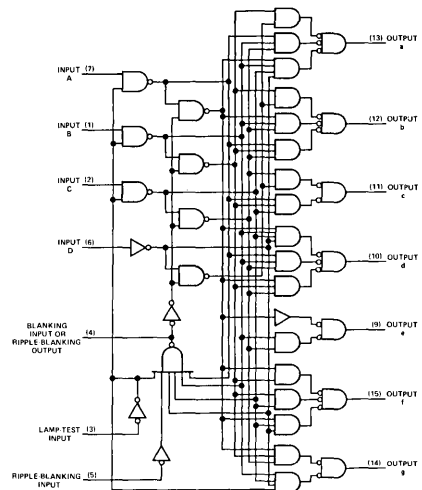 INPUT (7)
A
INPUT (1)
B
INPUT (2)
C
INPUT (6)
D
BLANKING
INPUT OR (4)
RIPPLE-BLANKING
OUTPUT
LAMP-TEST (3)
INPUT
RIPPLE-BLANKING (5)
INPUT
(13) OUTPUT
a
(12) OUTPUT
b
(11) OUTPUT
c
(10) OUTPUT
d
(9) OUTPUT
e
(15) OUTPUT
f
(14) OUTPUT
g